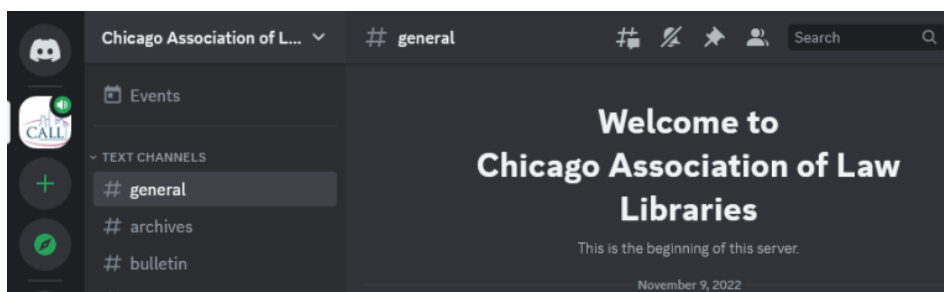 Chicago Association of L...
# general
Search
CALL
Events
TEXT CHANNELS
# general
# archives
# bulletin
Welcome to
Chicago Association of Law
Libraries
This is the beginning of this server.
November 9, 2022